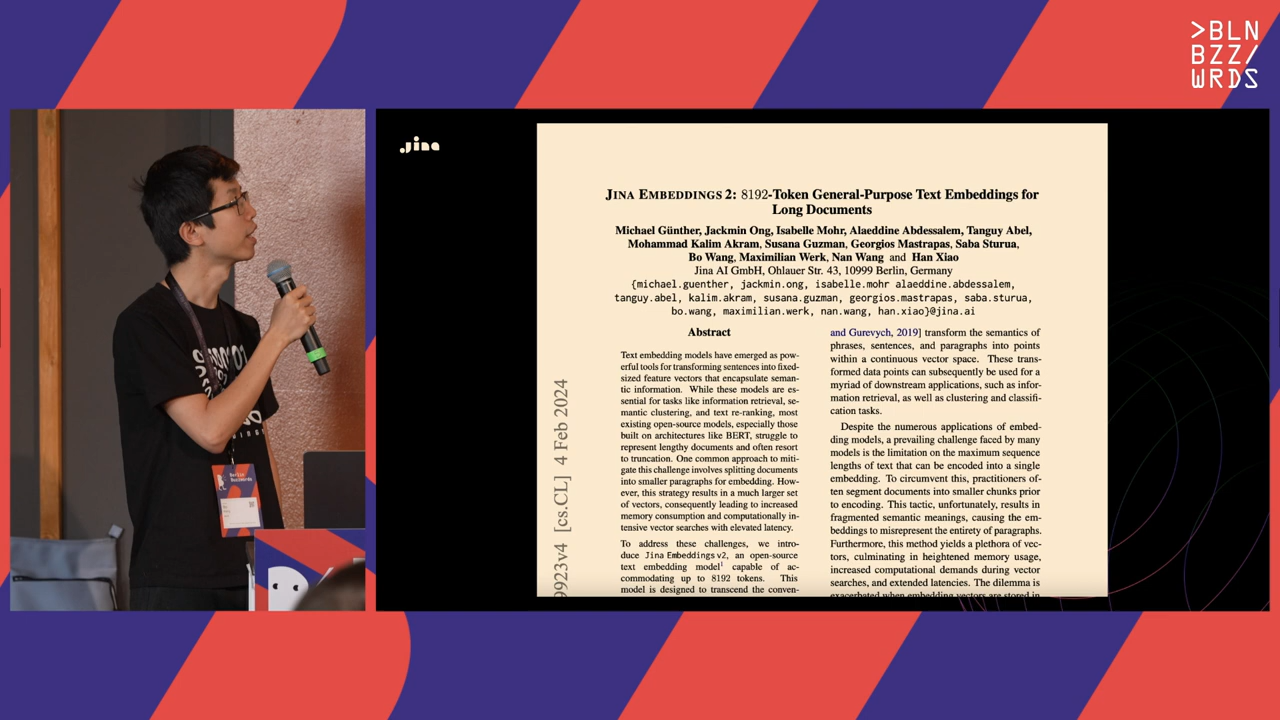 >BLN
BZZ/
WRDS
Jina
JINA EMBEDDINGS 2: 8192-Token General-Purpose Text Embeddings for
Long Documents
Michael Günther, Jackmin Ong, Isabelle Mohr, Alaeddine Abdessalem, Tanguy Abel,
Mohammad Kalim Akram, Susana Guzman, Georgios Mastrapas, Saba Sturua,
Bo Wang, Maximilian Werk, Nan Wang and Han Xiao
Jina AI GmbH, Ohlauer Str. 43, 10999 Berlin, Germany
{michael.guenther, jackmin.ong, isabelle.mohr alaeddine.abdessalem,
tanguy.abel, kalim.akram, susana.guzman, georgios.mastrapas, saba.sturua,
bo.wang, maximilian.werk, nan.wang, han.xiao}@jina.ai
Abstract
Text embedding models have emerged as pow-
erful tools for transforming sentences into fixed-
sized feature vectors that encapsulate seman-
tic information. While these models are es-
sential for tasks like information retrieval, se-
mantic clustering, and text re-ranking, most
existing open-source models, especially those
built on architectures like BERT, struggle to
represent lengthy documents and often resort
to truncation. One common approach to miti-
gate this challenge involves splitting documents
into smaller paragraphs for embedding. How-
ever, this strategy results in a much larger set
of vectors, consequently leading to increased
memory consumption and computationally in-
tensive vector searches with elevated latency.
To address these challenges, we intro-
duce Jina Embeddings v2, an open-source
text embedding model¹ capable of ac-
commodating up to 8192 tokens. This
model is designed to transcend the conven-
and Gurevych, 2019] transform the semantics of
phrases, sentences, and paragraphs into points
within a continuous vector space. These trans-
formed data points can subsequently be used for a
myriad of downstream applications, such as infor-
mation retrieval, as well as clustering and classifi-
cation tasks.
Despite the numerous applications of embed-
ding models, a prevailing challenge faced by many
models is the limitation on the maximum sequence
lengths of text that can be encoded into a single
embedding. To circumvent this, practitioners of-
ten segment documents into smaller chunks prior
to encoding. This tactic, unfortunately, results in
fragmented semantic meanings, causing the em-
beddings to misrepresent the entirety of paragraphs.
Furthermore, this method yields a plethora of vec-
tors, culminating in heightened memory usage,
increased computational demands during vector
searches, and extended latencies. The dilemma is
exacerbated when embedding vectors are stored in
9923v4 [cs.CL] 4 Feb 2024